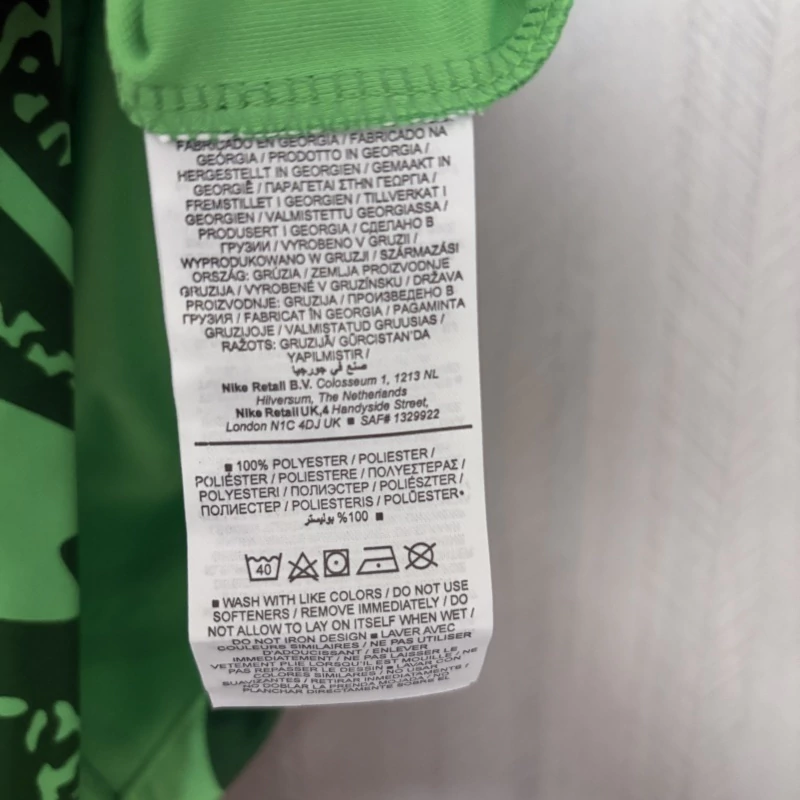 FABRICADO EN GEORGIA / FABRICADO NA
GEÓRGIA / PRODOTTO IN GEORGIA /
HERGESTELLT IN GEORGIEN / GEMAAKT IN
GEORGIË / ΠΑΡΑΓΕΤΑΙ ΣΤΗΝ ΓΕΩΡΓΙΑ /
FREMSTILLET I GEORGIEN / TILLVERKAT I
GEORGIEN / VALMISTETTU GEORGIASSA /
PRODUSERT I GEORGIA / СДЕЛАНО В
ГРУЗИИ / VYROBENO V GRUZII /
WYPRODUKOWANO W GRUZJI / SZÁRMAZÁSI
ORSZÁG: GRÚZIA / ZEMLJA PROIZVODNJE
GRUZIJA / VYROBENÉ V GRUZÍNSKU / DRŽAVA
PROIZVODNJE: GRUZIJA / ПРОИЗВЕДЕНО В
ГРУЗИЯ / FABRICAT ÎN GEORGIA / PAGAMINTA
GRUZIJOJE / VALMISTATUD GRUUSIAS /
RAŽOTS: GRUZIJĀ/ GÜRCISTAN'DA
YAPILMIŞTIR /
صنع في جورجيا
Nike Retail B.V. Colosseum 1, 1213 NL
Hilversum, The Netherlands
Nike Retail UK,4 Handyside Street,
London N1C 4DJ UK ■ SAF# 1329922
■ 100% POLYESTER / POLIESTER /
POLIÉSTER / POLIESTERE / ΠΟΛΥΕΣΤΕΡΑΣ /
POLYESTERI / ПОЛИЭСТЕР / POLIÉSZTER /
ПОЛИЕСТЕР / POLIESTERIS / POLÜESTER•
%100 بوليستر ■
40
■ WASH WITH LIKE COLORS / DO NOT USE
SOFTENERS / REMOVE IMMEDIATELY / DO
NOT ALLOW TO LAY ON ITSELF WHEN WET /
DO NOT IRON DESIGN ■ LAVER AVEC
COULEURS SIMILAIRES / NE PAS UTILISER
D'ADOUCISSANT / ENLEVER
IMMEDIATEMENT / NE PAS LAISSER LE
VETEMENT PLIE LORSQU'IL EST MOUILLE / NE
PAS REPASSER LE DESSIN ■ LAVAR CON
COLORES SIMILARES / NO USAR
SUAVIZANTES / RETIRAR INMEDIATAMENTE /
NO DOBLAR LA PRENDA MOJADA / NO
PLANCHAR DIRECTAMENTE SOBRE EL